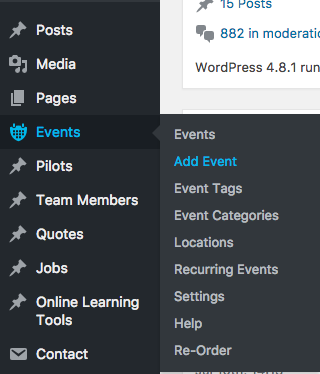 Posts
Media
Pages
Events
Pilots
Team Members
Quotes
Jobs
Online Learning
Tools
Contact
15 Posts
882 in moderatio
WordPress 4.8.1 run
Events
Add Event
Event Tags
Event Categories
Locations
Recurring Events
Settings
Help
Re-Order